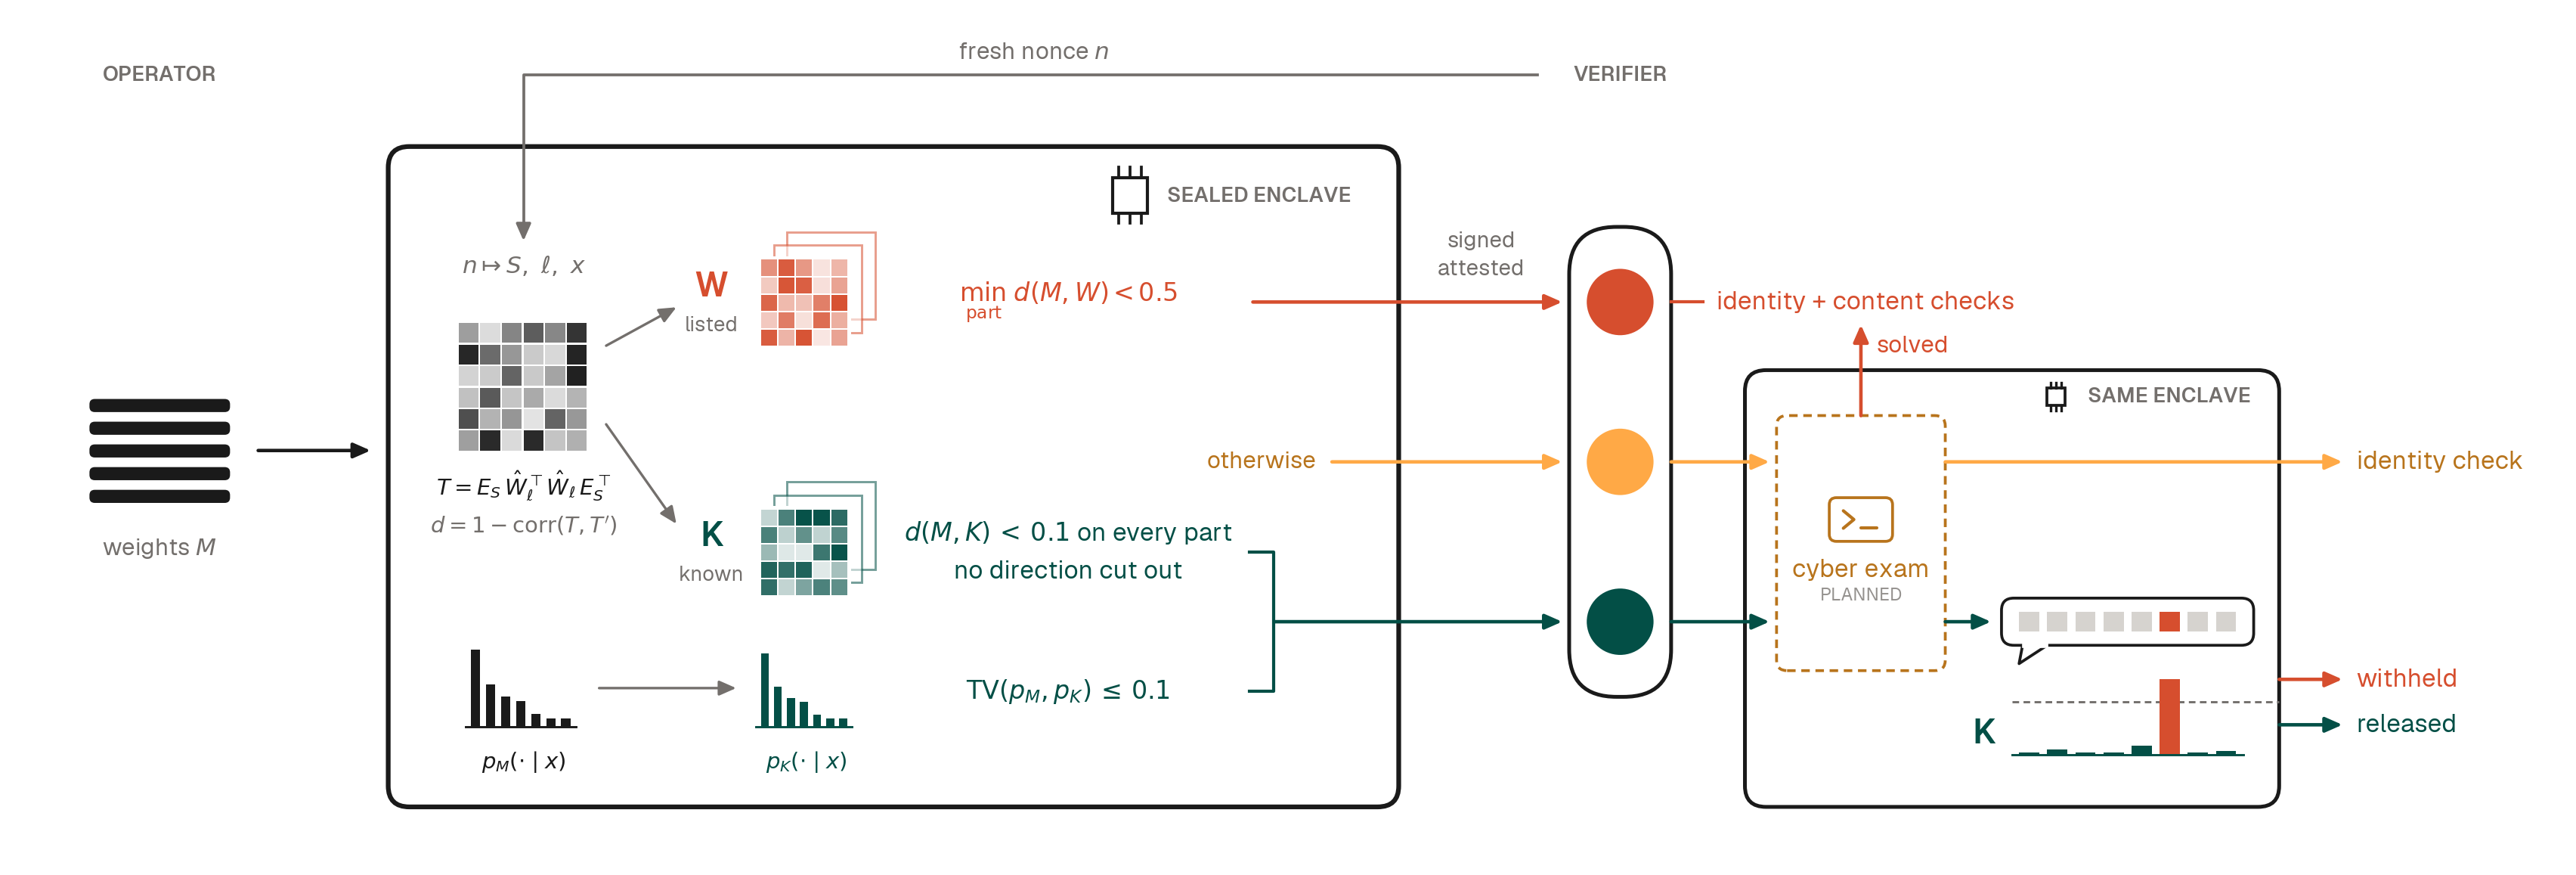 fresh nonce n
OPERATOR
VERIFIER
SEALED ENCLAVE
n ↦ S, ℓ, x
W
listed
min d(M, W) < 0.5
part
signed
attested
identity + content checks
solved
SAME ENCLAVE
otherwise
identity check
T = E_S Ŵ_ℓ^⊤ Ŵ_ℓ E_S^⊤
d = 1 − corr(T, T′)
weights M
K
known
d(M, K) < 0.1 on every part
no direction cut out
>_
cyber exam
PLANNED
TV(p_M, p_K) ≤ 0.1
withheld
K
released
p_M(· | x)
p_K(· | x)